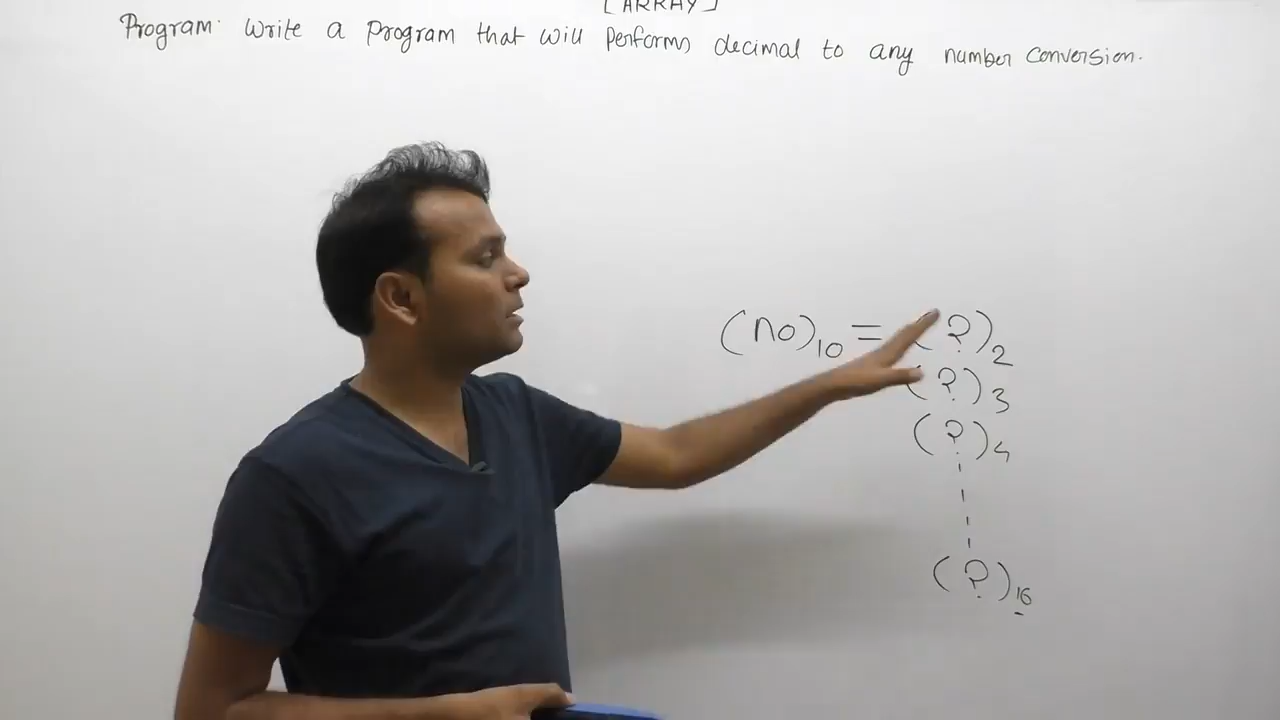 [ARRAY]
Program: Write a program that will performs decimal to any number conversion.
(no)10 = (?)2
(?)3
(?)4
(?)16